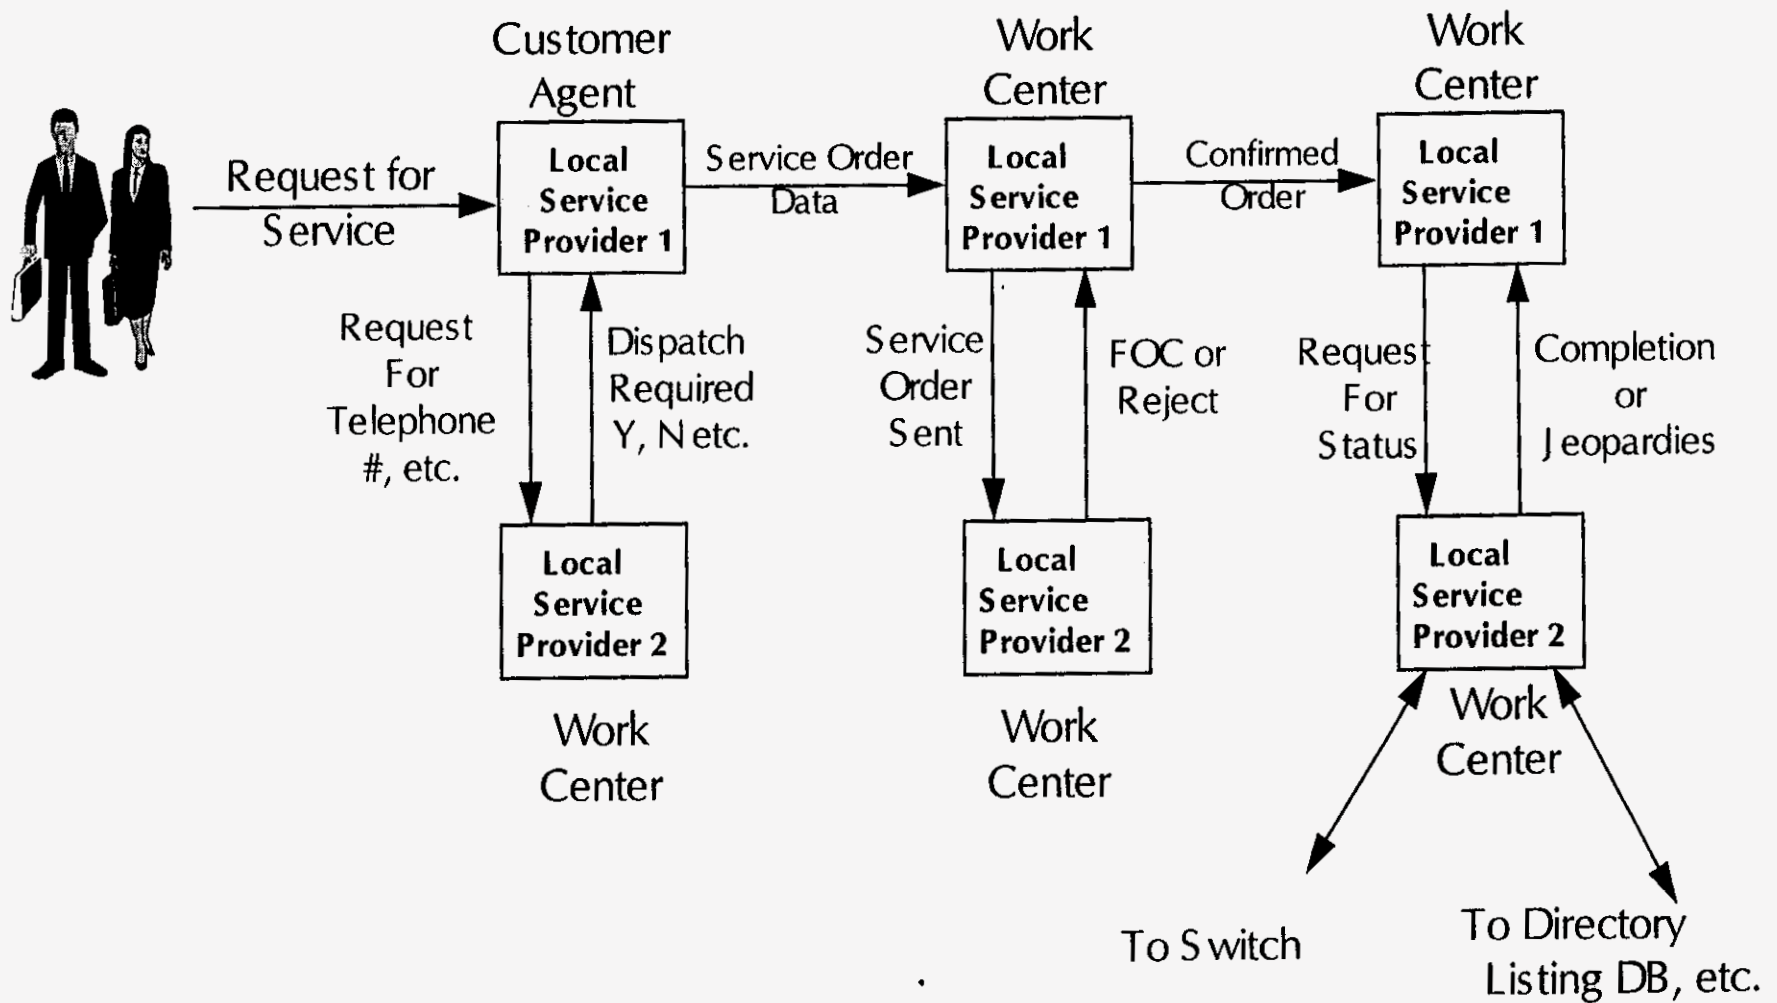 Customer
Agent
Work
Center
Work
Center
Request for
Service
Local
Service
Provider 1
Service Order
Data
Local
Service
Provider 1
Confirmed
Order
Local
Service
Provider 1
Request
For
Telephone
#, etc.
Dispatch
Required
Y, N etc.
Service
Order
Sent
FOC or
Reject
Request
For
Status
Completion
or
Jeopardies
Local
Service
Provider 2
Local
Service
Provider 2
Local
Service
Provider 2
Work
Center
Work
Center
Work
Center
To Switch
To Directory
Listing DB, etc.